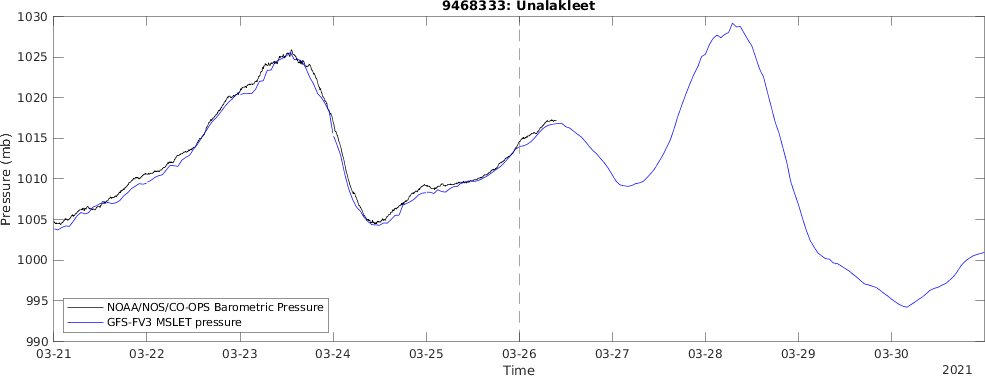 9468333: Unalakleet
Pressure (mb)
1030
1025
1020
1015
1010
1005
1000
995
990
NOAA/NOS/CO-OPS Barometric Pressure
GFS-FV3 MSLET pressure
03-21 03-22 03-23 03-24 03-25 03-26 03-27 03-28 03-29 03-30
Time
2021